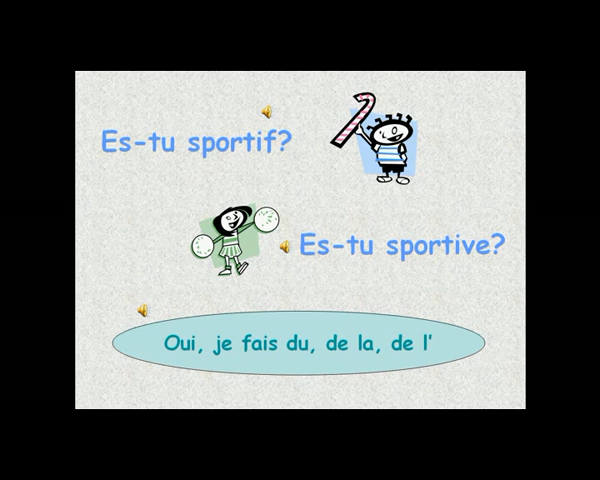 Es-tu sportif?
Es-tu sportive?
Oui, je fais du, de la, de l'